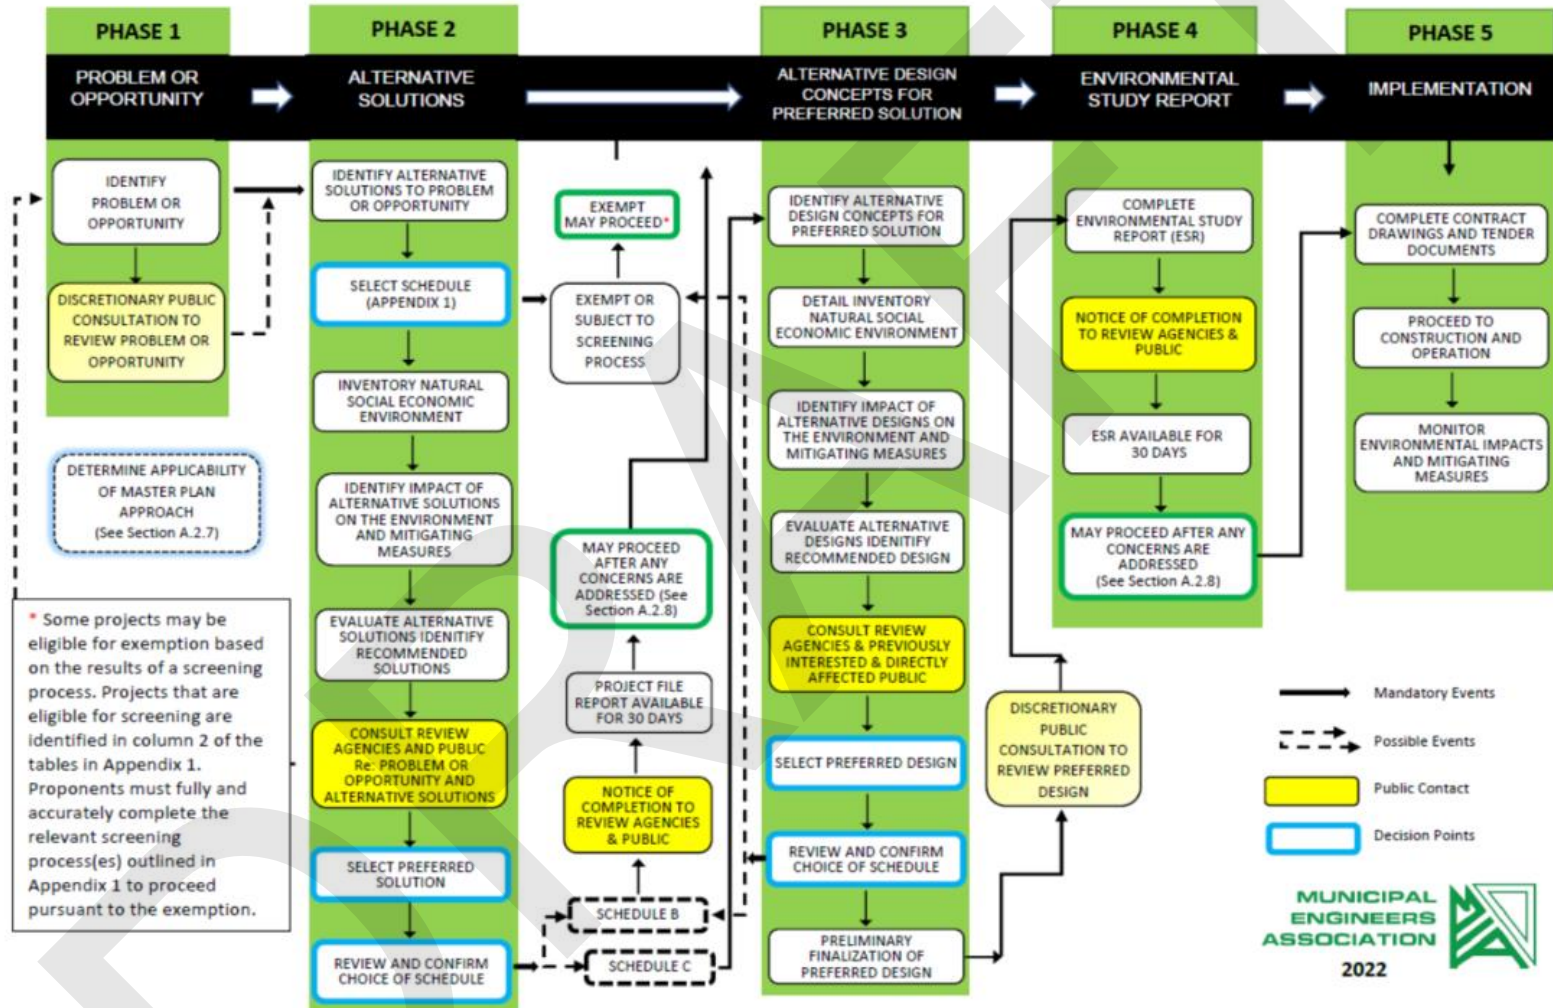 PHASE 1
PROBLEM OR
OPPORTUNITY
IDENTIFY
PROBLEM OR
OPPORTUNITY
DISCRETIONARY PUBLIC
CONSULTATION TO
REVIEW PROBLEM OR
OPPORTUNITY
DETERMINE APPLICABILITY
OF MASTER PLAN
APPROACH
(See Section A.2.7)
* Some projects may be
eligible for exemption based
on the results of a screening
process. Projects that are
eligible for screening are
identified in column 2 of the
tables in Appendix 1.
Proponents must fully and
accurately complete the
relevant screening
process(es) outlined in
Appendix 1 to proceed
pursuant to the exemption.
PHASE 2
ALTERNATIVE
SOLUTIONS
IDENTIFY ALTERNATIVE
SOLUTIONS TO PROBLEM
OR OPPORTUNITY
SELECT SCHEDULE
(APPENDIX 1)
INVENTORY NATURAL
SOCIAL ECONOMIC
ENVIRONMENT
IDENTIFY IMPACT OF
ALTERNATIVE SOLUTIONS
ON THE ENVIRONMENT
AND MITIGATING
MEASURES
EVALUATE ALTERNATIVE
SOLUTIONS IDENITIFY
RECOMMENDED
SOLUTIONS
CONSULT REVIEW
AGENCIES AND PUBLIC
Re: PROBLEM OR
OPPORTUNITY AND
ALTERNATIVE SOLUTIONS
SELECT PREFERRED
SOLUTION
REVIEW AND CONFIRM
CHOICE OF SCHEDULE
EXEMPT
MAY PROCEED*
EXEMPT OR
SUBJECT TO
SCREENING
PROCESS
MAY PROCEED
AFTER ANY
CONCERNS ARE
ADDRESSED (See
Section A.2.8)
PROJECT FILE
REPORT AVAILABLE
FOR 30 DAYS
NOTICE OF
COMPLETION TO
REVIEW AGENCIES
& PUBLIC
SCHEDULE B
SCHEDULE C
PHASE 3
ALTERNATIVE DESIGN
CONCEPTS FOR
PREFERRED SOLUTION
IDENTIFY ALTERNATIVE
DESIGN CONCEPTS FOR
PREFERRED SOLUTION
DETAIL INVENTORY
NATURAL SOCIAL
ECONOMIC ENVIRONMENT
IDENTIFY IMPACT OF
ALTERNATIVE DESIGNS ON
THE ENVIRONMENT AND
MITIGATING MEASURES
EVALUATE ALTERNATIVE
DESIGNS IDENITIFY
RECOMMENDED DESIGN
CONSULT REVIEW
AGENCIES & PREVIOUSLY
INTERESTED & DIRECTLY
AFFECTED PUBLIC
SELECT PREFERRED DESIGN
REVIEW AND CONFIRM
CHOICE OF SCHEDULE
PRELIMINARY
FINALIZATION OF
PREFERRED DESIGN
DISCRETIONARY
PUBLIC
CONSULTATION TO
REVIEW PREFERRED
DESIGN
PHASE 4
ENVIRONMENTAL
STUDY REPORT
COMPLETE
ENVIRONMENTAL STUDY
REPORT (ESR)
NOTICE OF COMPLETION
TO REVIEW AGENCIES &
PUBLIC
ESR AVAILABLE FOR
30 DAYS
MAY PROCEED AFTER ANY
CONCERNS ARE
ADDRESSED
(See Section A.2.8)
PHASE 5
IMPLEMENTATION
COMPLETE CONTRACT
DRAWINGS AND TENDER
DOCUMENTS
PROCEED TO
CONSTRUCTION AND
OPERATION
MONITOR
ENVIRONMENTAL IMPACTS
AND MITIGATING
MEASURES
Mandatory Events
Possible Events
Public Contact
Decision Points
MUNICIPAL
ENGINEERS
ASSOCIATION
2022
MEA
DRAFT